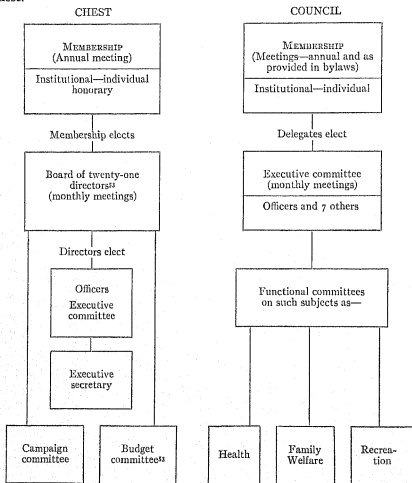 CHEST
MEMBERSHIP
(Annual meeting)
Institutional—individual
honorary
Membership elects
Board of twenty-one
directors⁵³
(monthly meetings)
Directors elect
Officers
Executive
committee
Executive
secretary
Campaign
committee
Budget
committee⁵²
COUNCIL
MEMBERSHIP
(Meetings—annual and as
provided in bylaws)
Institutional—individual
Delegates elect
Executive committee
(monthly meetings)
Officers and 7 others
Functional committees
on such subjects as—
Health
Family
Welfare
Recrea-
tion